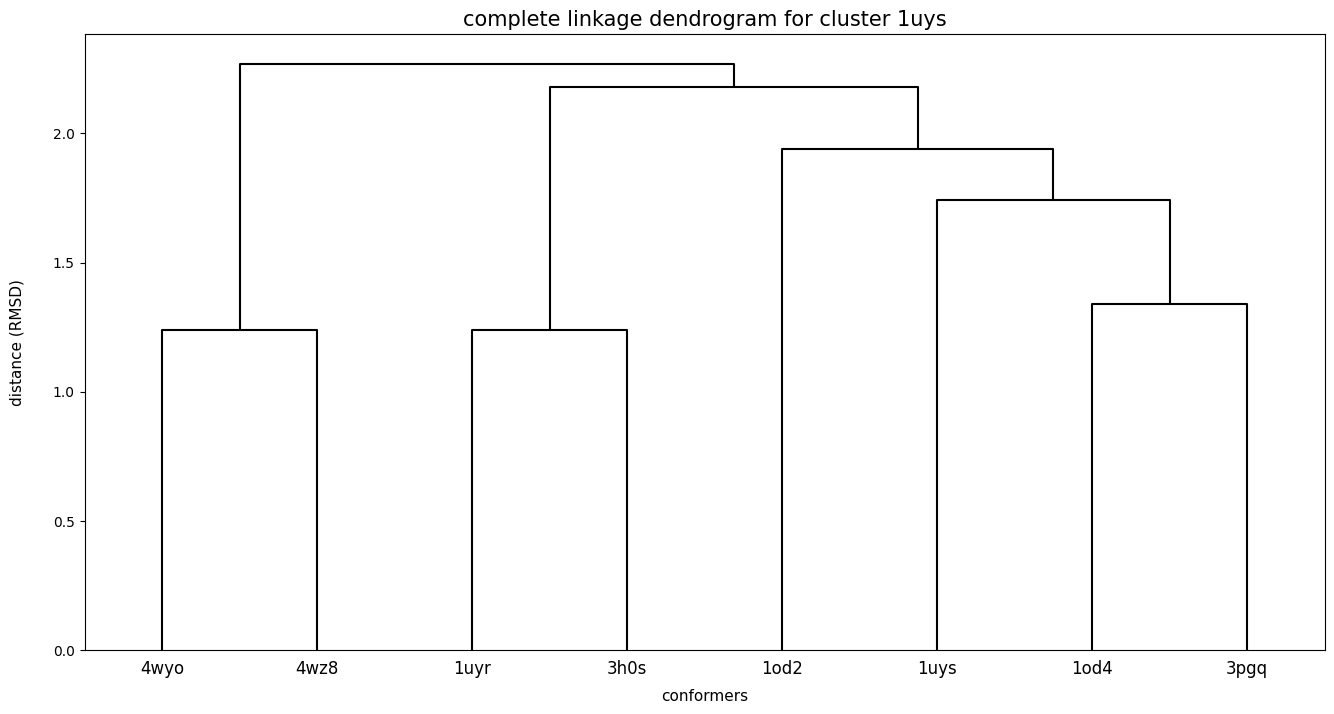 complete linkage dendrogram for cluster 1uys
2.0
1.5
1.0
0.5
0.0
distance (RMSD)
4wyo 4wz8 1uyr 3h0s 1od2 1uys 1od4 3pgq
conformers